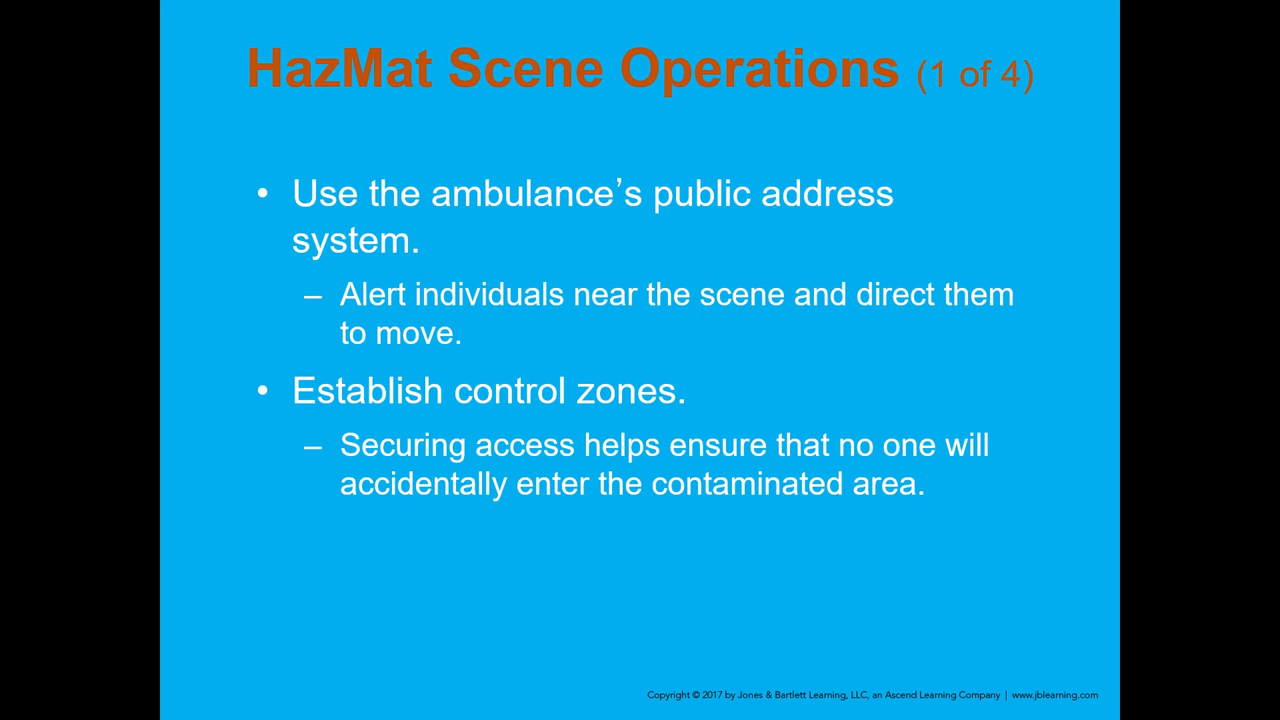 HazMat Scene Operations (1 of 4)
• Use the ambulance’s public address
system.
– Alert individuals near the scene and direct them
to move.
• Establish control zones.
– Securing access helps ensure that no one will
accidentally enter the contaminated area.
Copyright © 2017 by Jones & Bartlett Learning, LLC, an Ascend Learning Company | www.jblearning.com